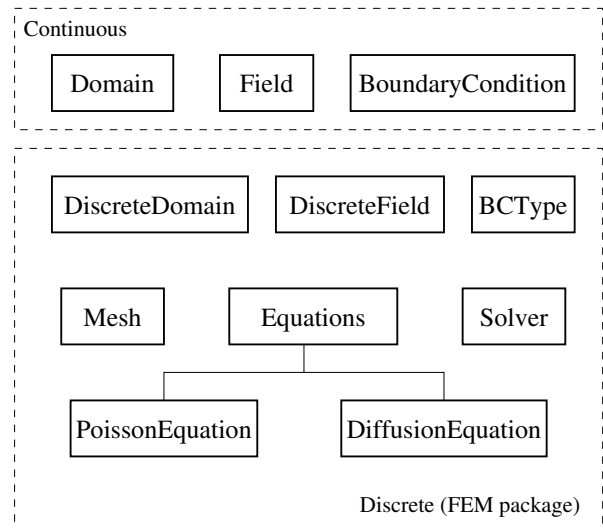 Continuous
Domain Field BoundaryCondition
DiscreteDomain DiscreteField BCType
Mesh Equations Solver
PoissonEquation DiffusionEquation
Discrete (FEM package)